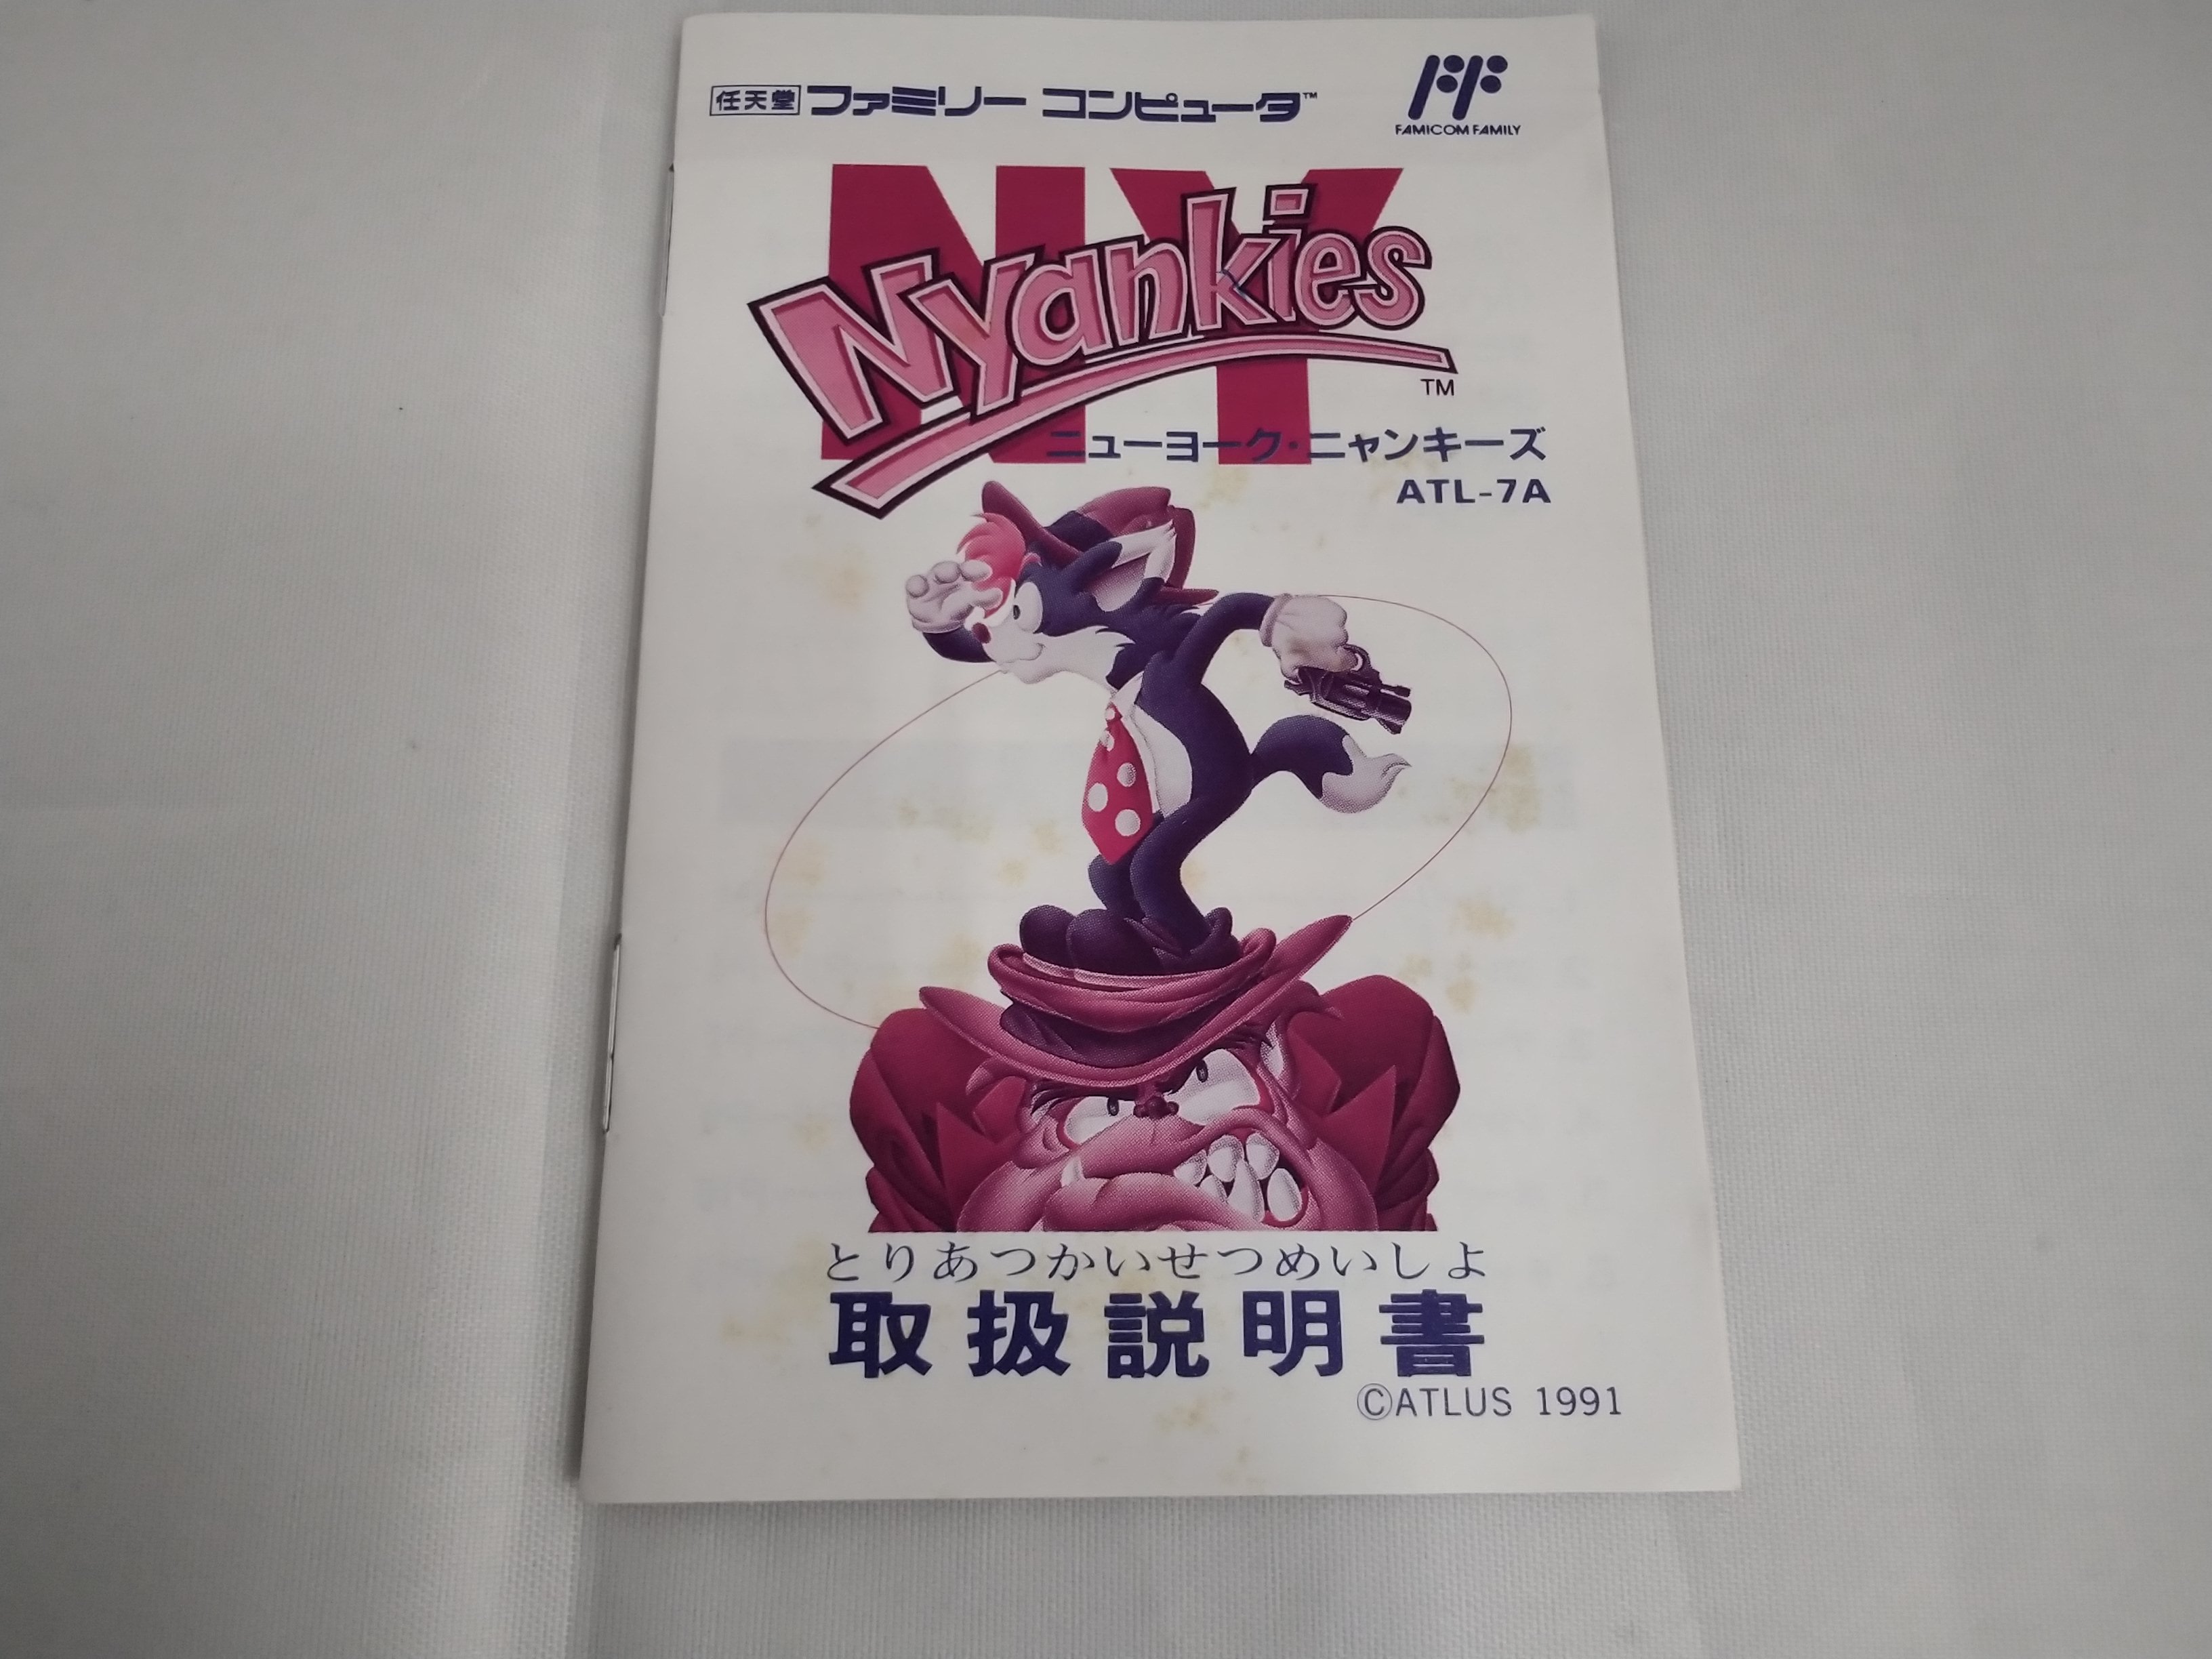 任天堂 ファミリー コンピュータ™
FF
FAMICOM FAMILY
NY
Nyankies
TM
ニューヨーク・ニャンキーズ
ATL-7A
とりあつかいせつめいしよ
取扱説明書
©ATLUS 1991